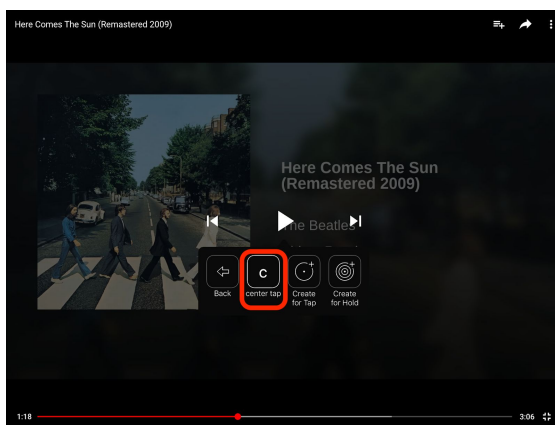 Here Comes The Sun (Remastered 2009)
Here Comes The Sun
(Remastered 2009)
The Beatles
C
Back
center tap
Create
for Tap
Create
for Hold
1:18
3:06